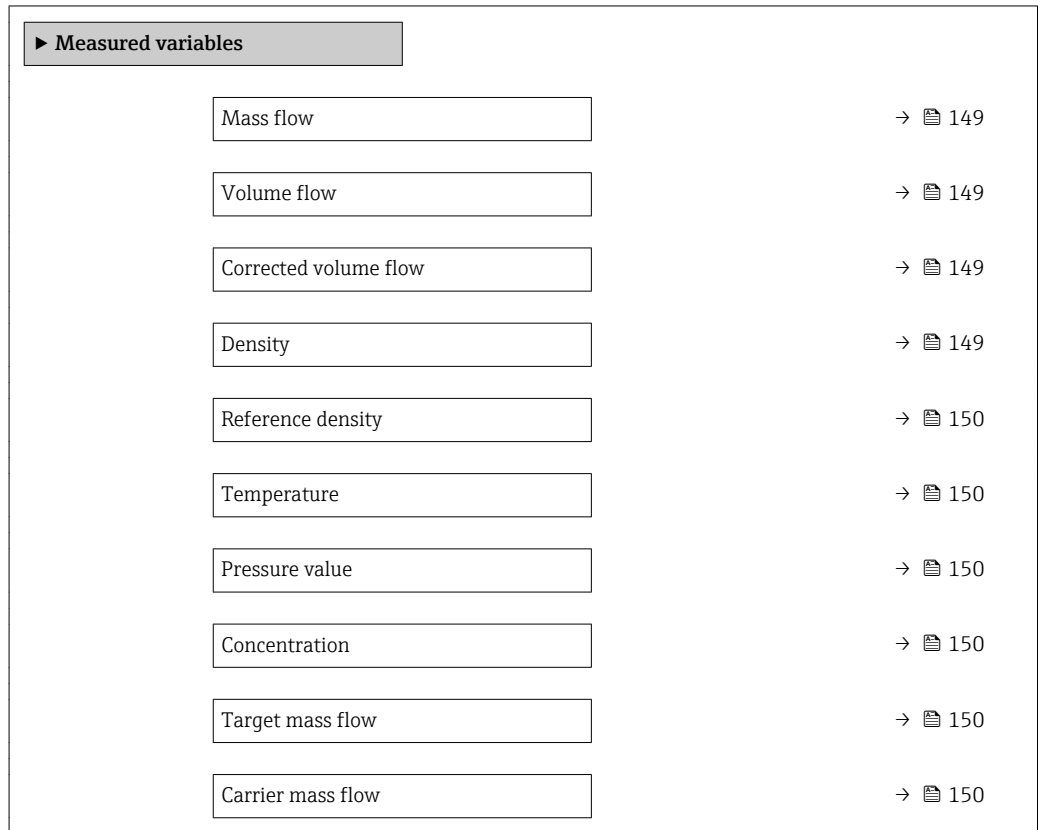 ▶ Measured variables
Mass flow → 149
Volume flow → 149
Corrected volume flow → 149
Density → 149
Reference density → 150
Temperature → 150
Pressure value → 150
Concentration → 150
Target mass flow → 150
Carrier mass flow → 150